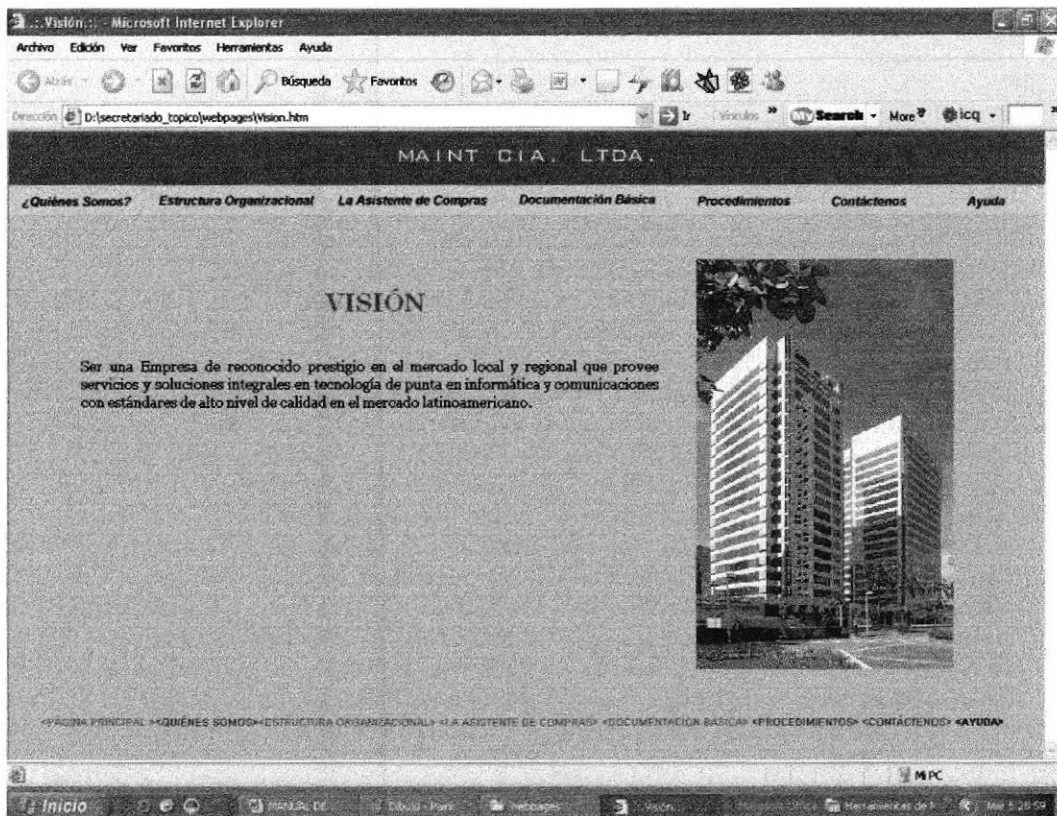 .::Visión.:: - Microsoft Internet Explorer
Archivo Edición Ver Favoritos Herramientas Ayuda
Atrás Búsqueda Favoritos
Dirección D:\secretariado_topico\webpages\Vision.htm Ir Vínculos » My Search More » icq »
MAINT CIA. LTDA.
¿Quiénes Somos? Estructura Organizacional La Asistente de Compras Documentación Básica Procedimientos Contáctenos Ayuda
VISIÓN
Ser una Empresa de reconocido prestigio en el mercado local y regional que provee
servicios y soluciones integrales en tecnología de punta en informática y comunicaciones
con estándares de alto nivel de calidad en el mercado latinoamericano.
<PÁGINA PRINCIPAL ><QUIÉNES SOMOS><ESTRUCTURA ORGANIZACIONAL> <LA ASISTENTE DE COMPRAS> <DOCUMENTACIÓN BÁSICA> <PROCEDIMIENTOS> <CONTÁCTENOS> <AYUDA>
Mi PC
Inicio MANUAL DE Dibujo - Paint webpages .::Visión.... Herramientas de